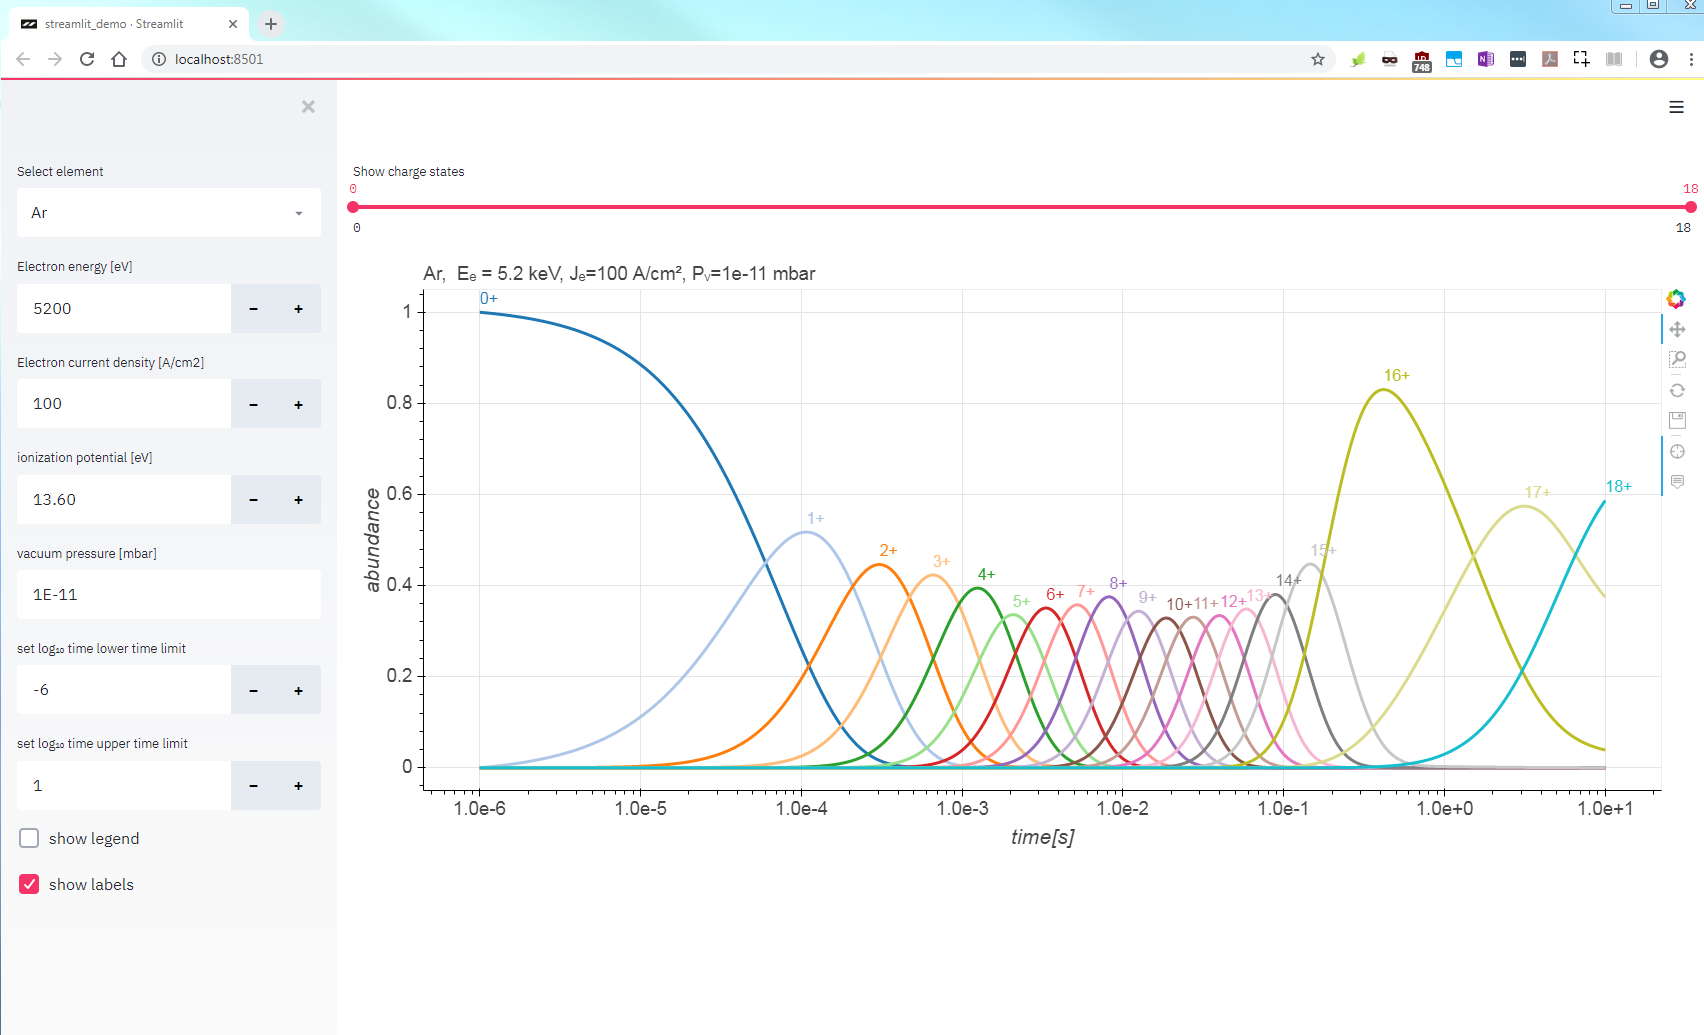 streamlit_demo · Streamlit
localhost:8501
748
Select element
Ar
Electron energy [eV]
5200
Electron current density [A/cm2]
100
ionization potential [eV]
13.60
vacuum pressure [mbar]
1E-11
set log₁₀ time lower time limit
-6
set log₁₀ time upper time limit
1
show legend
show labels
Show charge states
0 18
0 18
Ar, Eₑ = 5.2 keV, Jₑ=100 A/cm², Pᵥ=1e-11 mbar
abundance
1
0.8
0.6
0.4
0.2
0
0+
1+
2+
3+
4+
5+
6+
7+
8+
9+
10+
11+
12+
13+
14+
15+
16+
17+
18+
1.0e-6 1.0e-5 1.0e-4 1.0e-3 1.0e-2 1.0e-1 1.0e+0 1.0e+1
time[s]